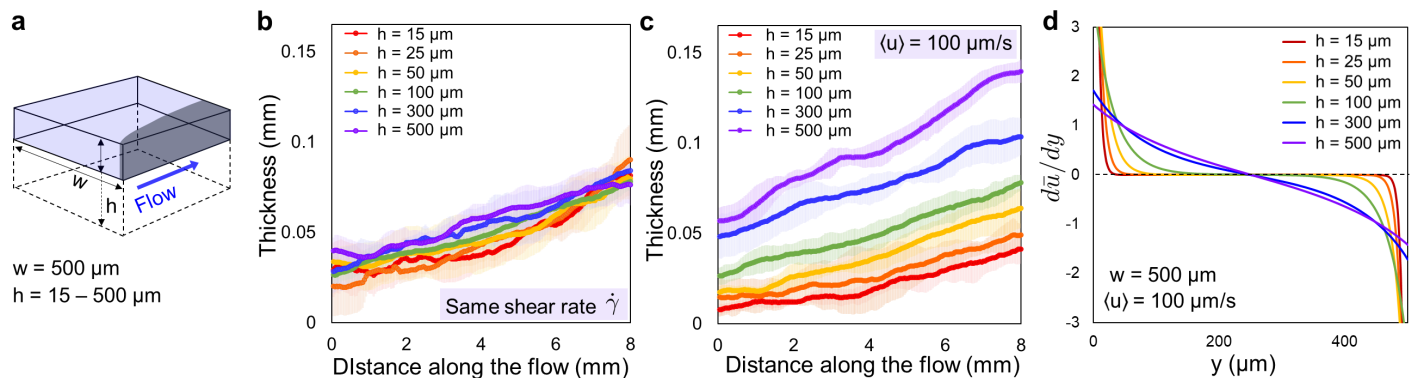 a
w
h
Flow
w = 500 µm
h = 15 – 500 µm
b
Thickness (mm)
0.15
0.1
0.05
0
h = 15 µm
h = 25 µm
h = 50 µm
h = 100 µm
h = 300 µm
h = 500 µm
Same shear rate γ̇
0 2 4 6 8
DIstance along the flow (mm)
c
Thickness (mm)
0.15
0.1
0.05
0
h = 15 µm
h = 25 µm
h = 50 µm
h = 100 µm
h = 300 µm
h = 500 µm
⟨u⟩ = 100 µm/s
0 2 4 6 8
Distance along the flow (mm)
d
dū/dy
3
2
1
0
-1
-2
-3
h = 15 µm
h = 25 µm
h = 50 µm
h = 100 µm
h = 300 µm
h = 500 µm
w = 500 µm
⟨u⟩ = 100 µm/s
0 200 400
y (µm)